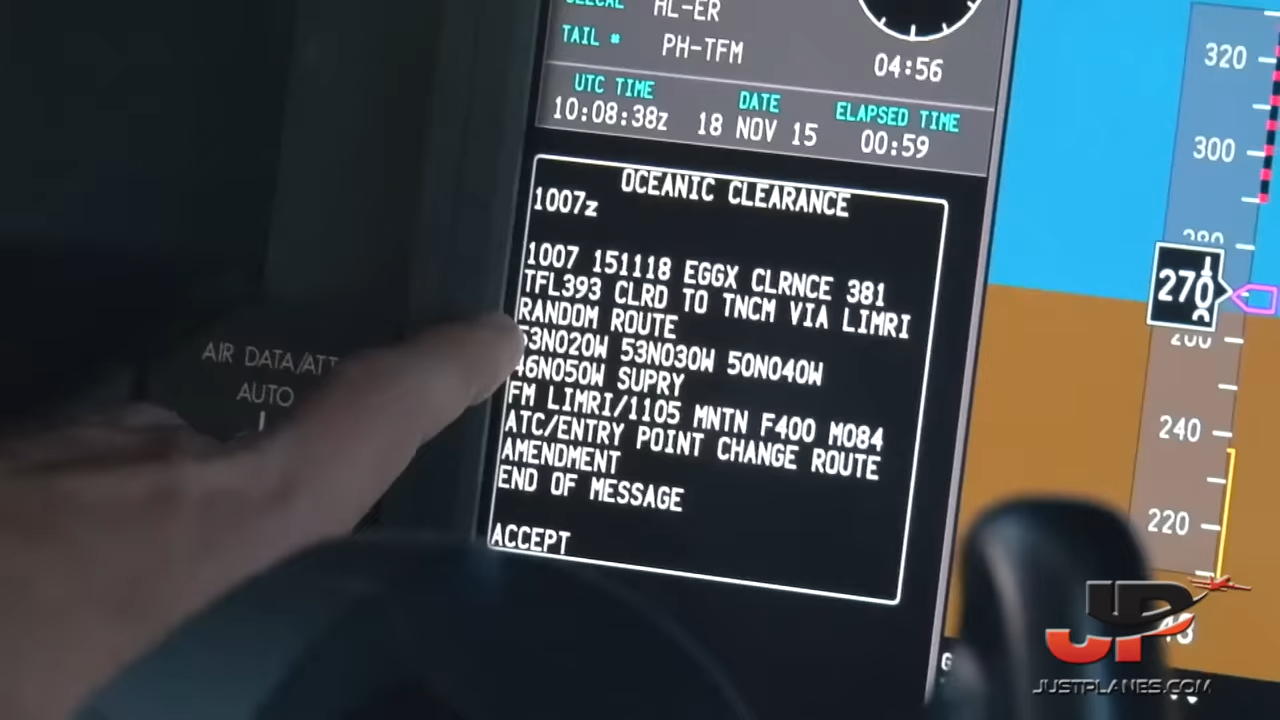 HL-ER
TAIL # PH-TFM
04:56
UTC TIME DATE ELAPSED TIME
10:08:38z 18 NOV 15 00:59
OCEANIC CLEARANCE
1007z
1007 151118 EGGX CLRNCE 381
TFL393 CLRD TO TNCM VIA LIMRI
RANDOM ROUTE
53N020W 53N030W 50N040W
46N050W SUPRY
FM LIMRI/1105 MNTN F400 M084
ATC/ENTRY POINT CHANGE ROUTE
AMENDMENT
END OF MESSAGE
ACCEPT
AIR DATA/ATT
AUTO
320
300
270
240
220
JP
JUSTPLANES.COM